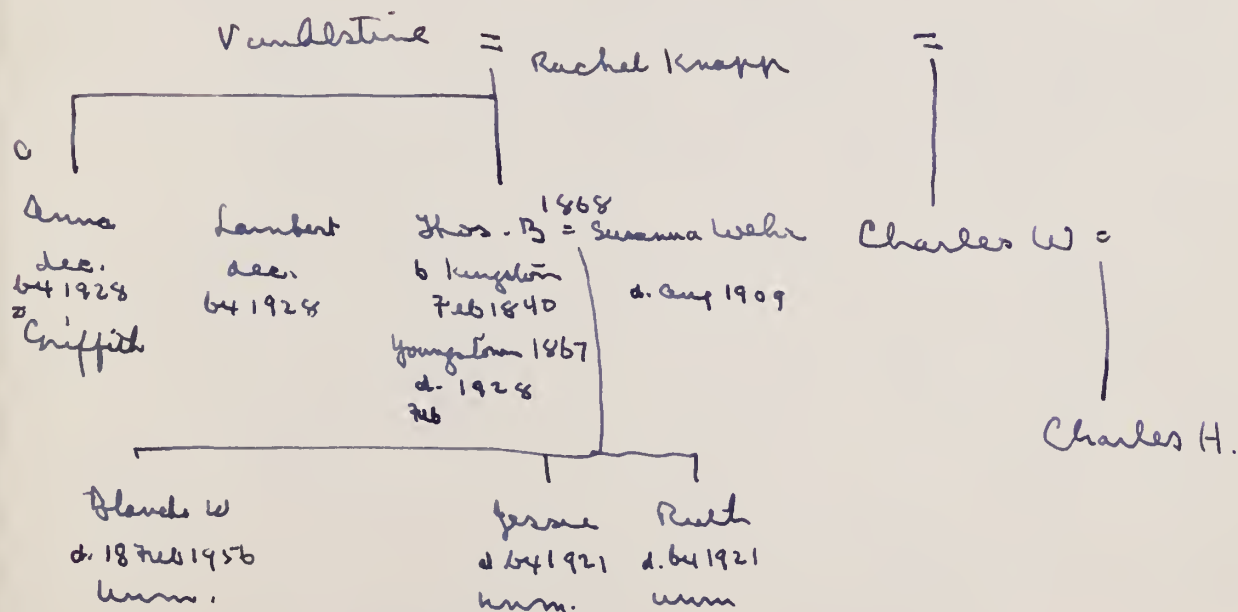 VanAlstine =
Rachel Knapp
=
Anna
dec.
b4 1928
= Griffith
Lambert
dec.
b4 1928
1868
Thos. B = Susanna Wehr
b Kingston
Feb 1840
Youngstown 1867
d. 1928
Feb
d. Aug 1909
Charles W =
Charles H.
Blanche W
d. 18 Feb 1956
unm.
Jessie
d b4 1921
unm.
Ruth
d. b4 1921
unm